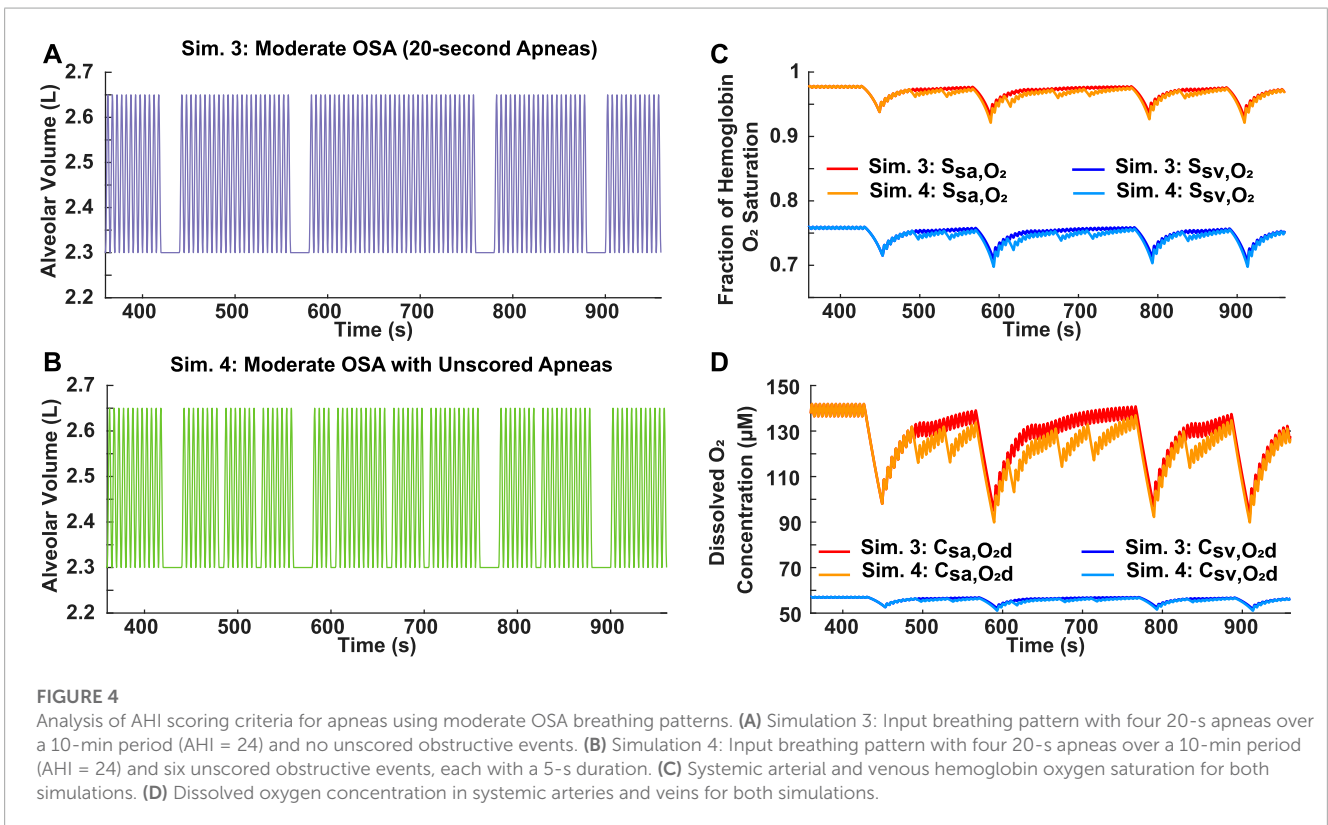 A
Sim. 3: Moderate OSA (20-second Apneas)
Alveolar Volume (L)
2.7
2.6
2.5
2.4
2.3
2.2
400 500 600 700 800 900
Time (s)
B
Sim. 4: Moderate OSA with Unscored Apneas
Alveolar Volume (L)
2.7
2.6
2.5
2.4
2.3
2.2
400 500 600 700 800 900
Time (s)
C
Fraction of Hemoglobin
O₂ Saturation
1
0.9
0.8
0.7
Sim. 3: Ssa,O₂ Sim. 3: Ssv,O₂
Sim. 4: Ssa,O₂ Sim. 4: Ssv,O₂
400 500 600 700 800 900
Time (s)
D
Dissolved O₂
Concentration (µM)
150
130
110
90
70
50
Sim. 3: Csa,O₂d Sim. 3: Csv,O₂d
Sim. 4: Csa,O₂d Sim. 4: Csv,O₂d
400 500 600 700 800 900
Time (s)
FIGURE 4
Analysis of AHI scoring criteria for apneas using moderate OSA breathing patterns. (A) Simulation 3: Input breathing pattern with four 20-s apneas over
a 10-min period (AHI = 24) and no unscored obstructive events. (B) Simulation 4: Input breathing pattern with four 20-s apneas over a 10-min period
(AHI = 24) and six unscored obstructive events, each with a 5-s duration. (C) Systemic arterial and venous hemoglobin oxygen saturation for both
simulations. (D) Dissolved oxygen concentration in systemic arteries and veins for both simulations.